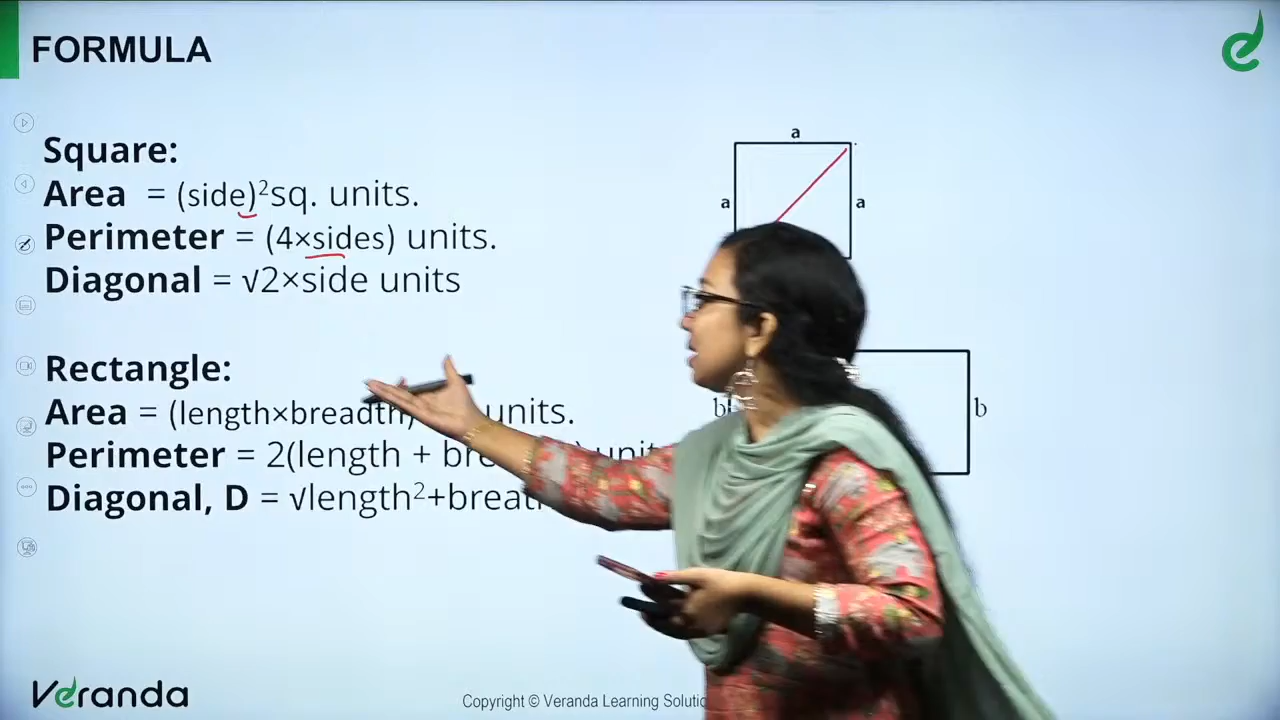 FORMULA
Square:
Area = (side)²sq. units.
Perimeter = (4×sides) units.
Diagonal = √2×side units
a
a
a
Rectangle:
Area = (length×breadth) units.
Perimeter = 2(length +
Diagonal, D = √length²+
b
b
Veranda
Copyright © Veranda Learning